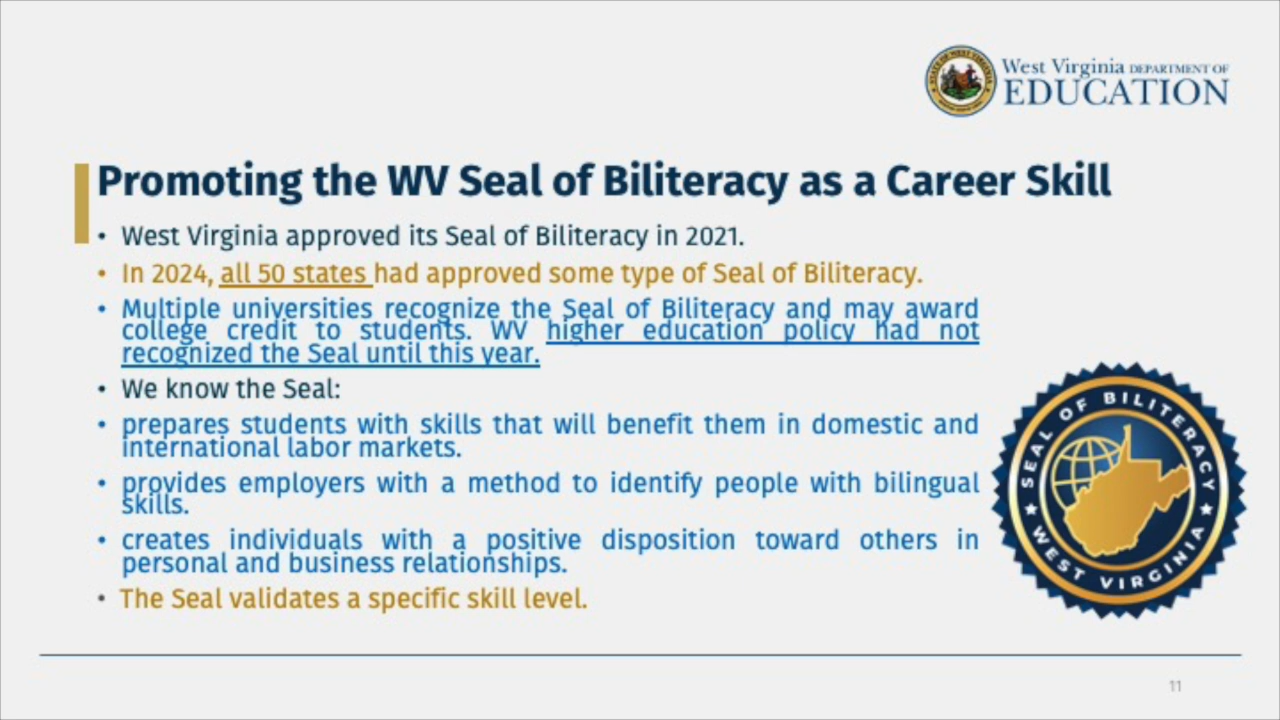 West Virginia DEPARTMENT OF
EDUCATION
Promoting the WV Seal of Biliteracy as a Career Skill
• West Virginia approved its Seal of Biliteracy in 2021.
• In 2024, all 50 states had approved some type of Seal of Biliteracy.
• Multiple universities recognize the Seal of Biliteracy and may award
college credit to students. WV higher education policy had not
recognized the Seal until this year.
• We know the Seal:
• prepares students with skills that will benefit them in domestic and
international labor markets.
• provides employers with a method to identify people with bilingual
skills.
• creates individuals with a positive disposition toward others in
personal and business relationships.
• The Seal validates a specific skill level.
SEAL OF BILITERACY
WEST VIRGINIA
11